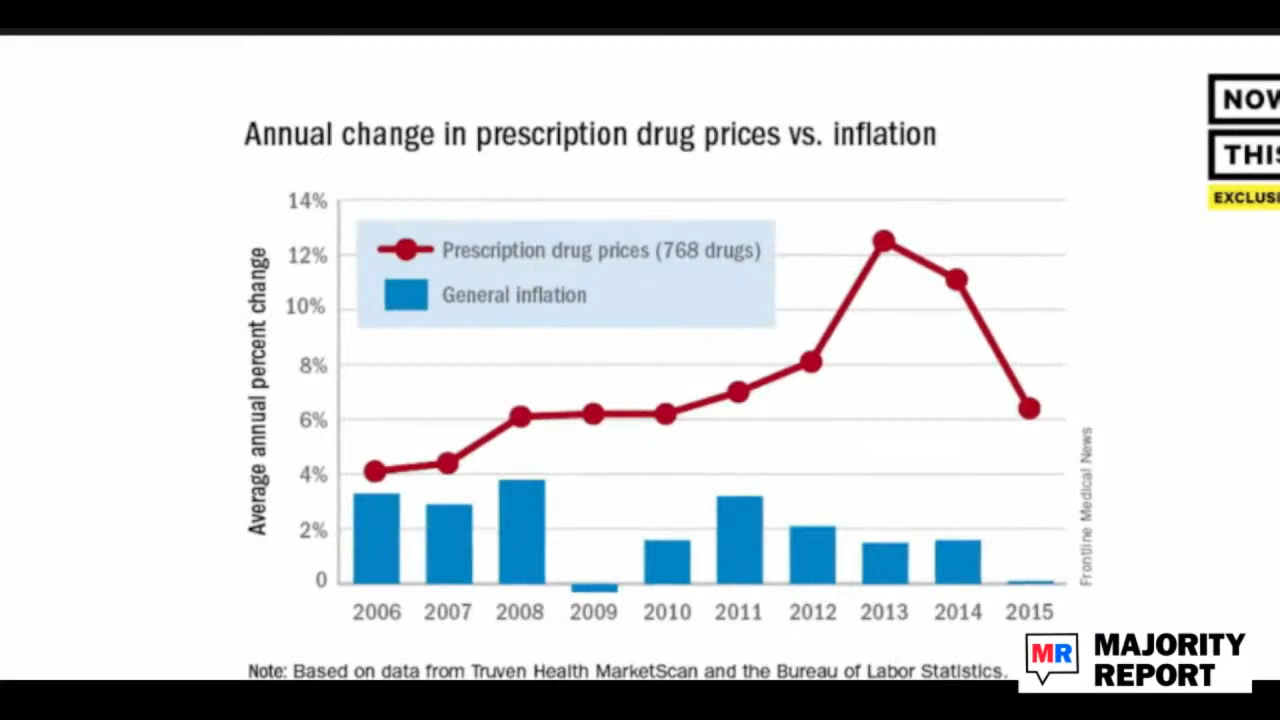 NOW
THIS
EXCLUSI
Annual change in prescription drug prices vs. inflation
14%
12%
10%
8%
6%
4%
2%
0
Average annual percent change
Prescription drug prices (768 drugs)
General inflation
2006 2007 2008 2009 2010 2011 2012 2013 2014 2015
Frontline Medical News
Note: Based on data from Truven Health MarketScan and the Bureau of Labor Statistics.
MR
MAJORITY
REPORT